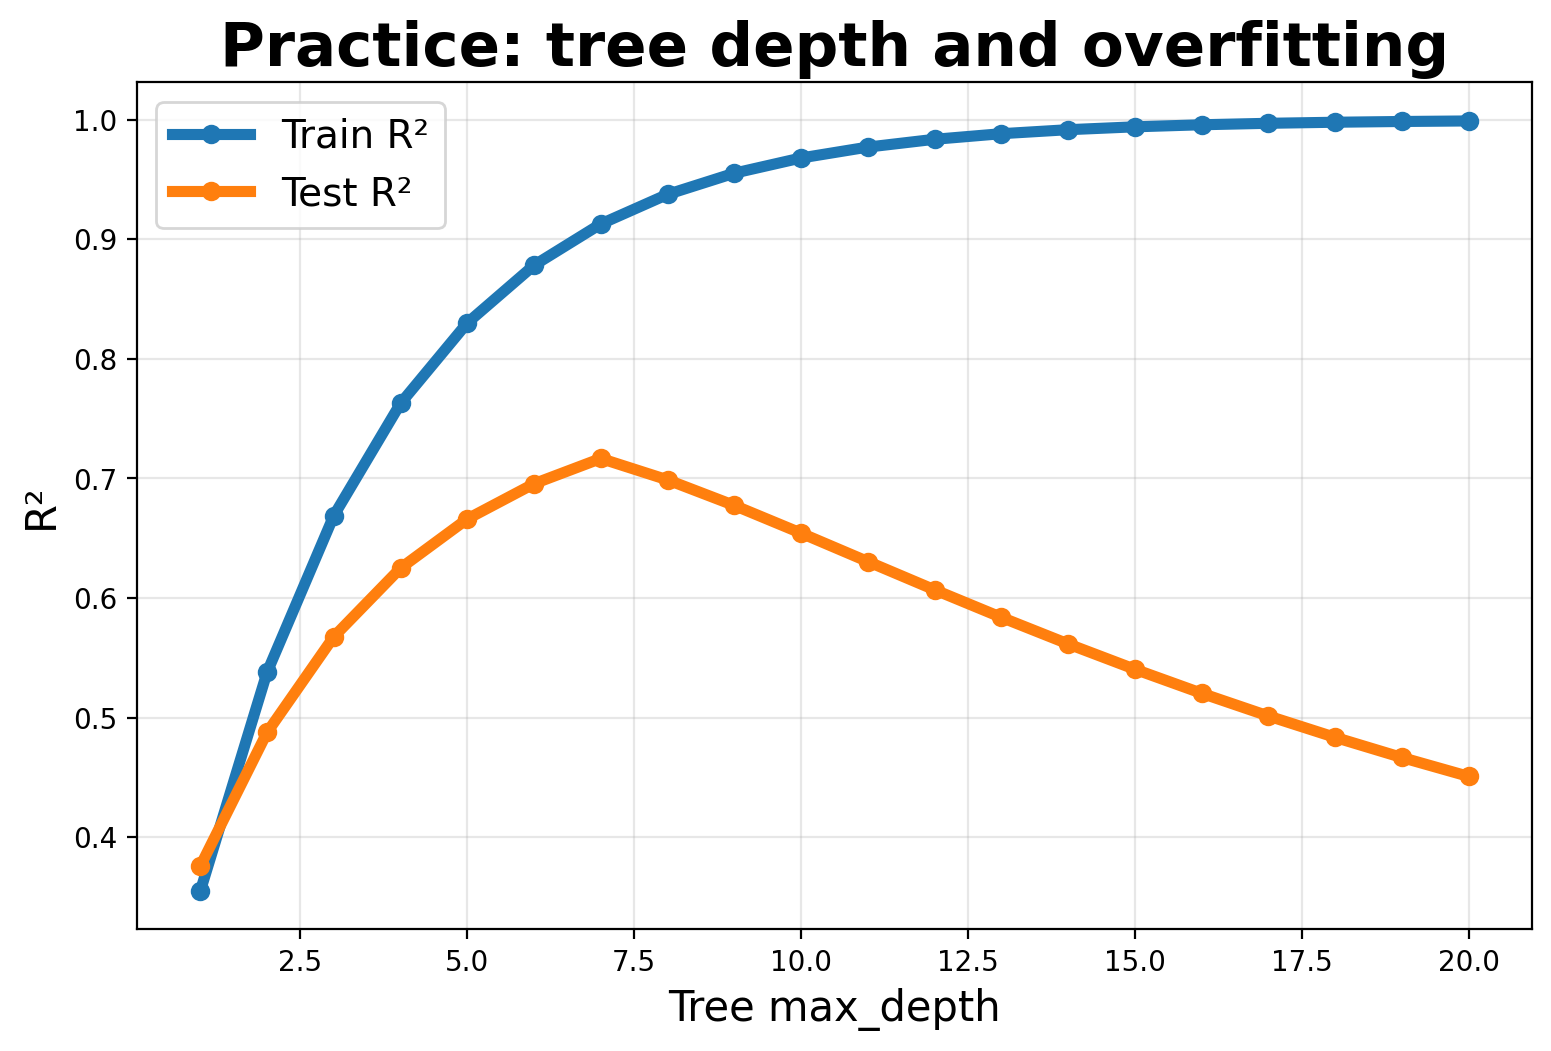 Practice: tree depth and overfitting
Train R²
Test R²
1.0
0.9
0.8
0.7
0.6
0.5
0.4
R²
2.5 5.0 7.5 10.0 12.5 15.0 17.5 20.0
Tree max_depth